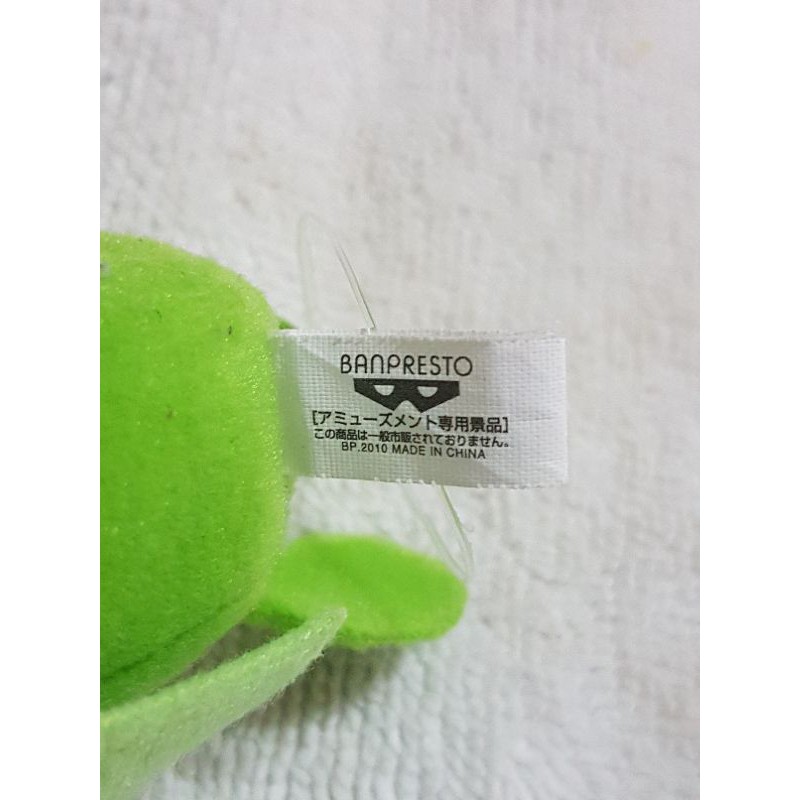 BANPRESTO
[アミューズメント専用景品]
この商品は一般市販されておりません。
BP.2010 MADE IN CHINA